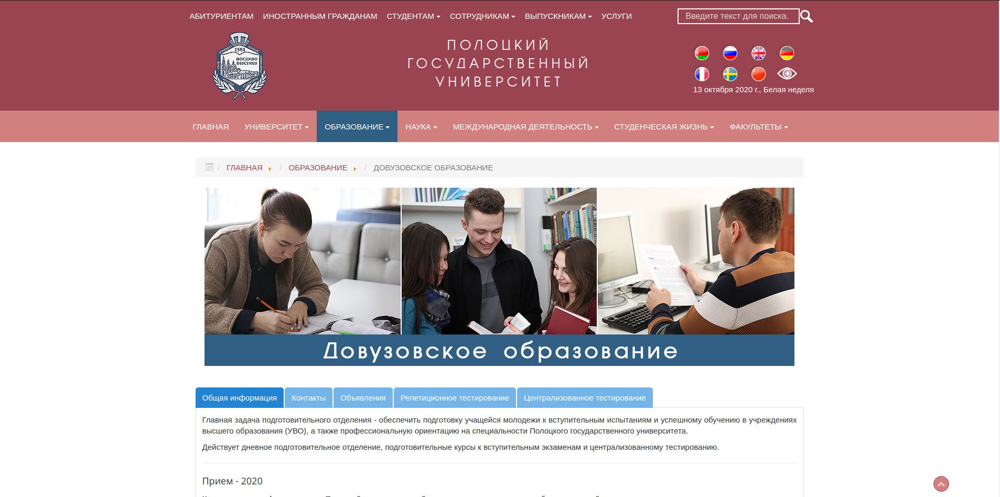 АБИТУРИЕНТАМ ИНОСТРАННЫМ ГРАЖДАНАМ СТУДЕНТАМ СОТРУДНИКАМ ВЫПУСКНИКАМ УСЛУГИ
Введите текст для поиска.
1581
DOCENDO
DISCIMUS
ПОЛОЦКИЙ
ГОСУДАРСТВЕННЫЙ
УНИВЕРСИТЕТ
13 октября 2020 г., Белая неделя
ГЛАВНАЯ УНИВЕРСИТЕТ ОБРАЗОВАНИЕ НАУКА МЕЖДУНАРОДНАЯ ДЕЯТЕЛЬНОСТЬ СТУДЕНЧЕСКАЯ ЖИЗНЬ ФАКУЛЬТЕТЫ
/ ГЛАВНАЯ / ОБРАЗОВАНИЕ / ДОВУЗОВСКОЕ ОБРАЗОВАНИЕ
Довузовское образование
Общая информация Контакты Объявления Репетиционное тестирование Централизованное тестирование
Главная задача подготовительного отделения - обеспечить подготовку учащейся молодежи к вступительным испытаниям и успешному обучению в учреждениях
высшего образования (УВО), а также профессиональную ориентацию на специальности Полоцкого государственного университета.
Действует дневное подготовительное отделение, подготовительные курсы к вступительным экзаменам и централизованному тестированию.
Прием - 2020